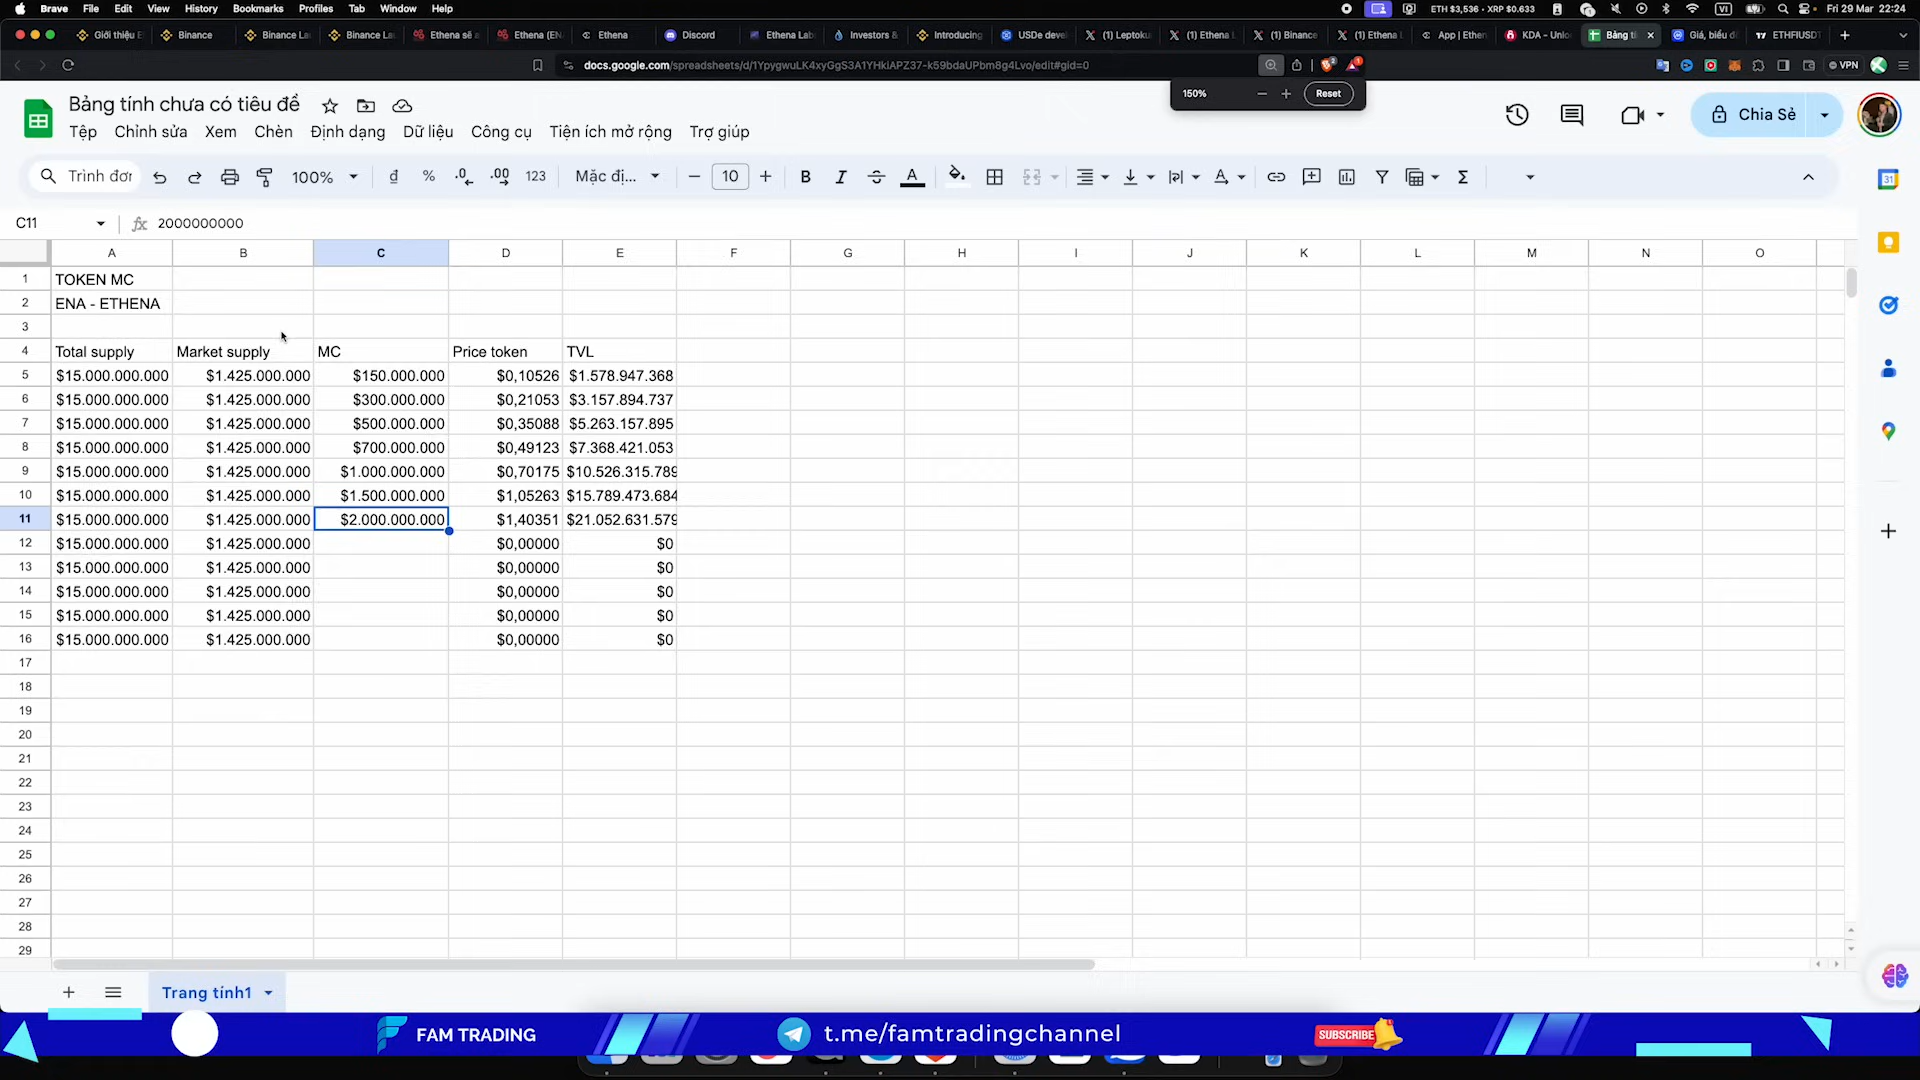 Brave File Edit View History Bookmarks Profiles Tab Window Help ETH $3,536 - XRP $0.633 VI Fri 29 Mar 22:24
Giới thiệu E Binance Binance La Binance La Ethena sẽ a Ethena (EN Ethena Discord Ethena Lab Investors & Introducing USDe deve (1) Leptoku (1) Ethena L (1) Binance (1) Ethena L App | Ethen KDA - Unlo Bảng tí Giá, biểu đ ETHFIUSDT
docs.google.com/spreadsheets/d/1YpygwuLK4xyGgS3A1YHkiAPZ37-k59bdaUPbm8g4Lvo/edit#gid=0 VPN
150% Reset
Bảng tính chưa có tiêu đề
Tệp Chỉnh sửa Xem Chèn Định dạng Dữ liệu Công cụ Tiện ích mở rộng Trợ giúp
Chia Sẻ
Trình đơn 100% đ % .0 .00 123 Mặc đị... 10 B I A Σ
C11 fx 2000000000
A B C D E F G H I J K L M N O
1 TOKEN MC
2 ENA - ETHENA
3
4 Total supply Market supply MC Price token TVL
5 $15.000.000.000 $1.425.000.000 $150.000.000 $0,10526 $1.578.947.368
6 $15.000.000.000 $1.425.000.000 $300.000.000 $0,21053 $3.157.894.737
7 $15.000.000.000 $1.425.000.000 $500.000.000 $0,35088 $5.263.157.895
8 $15.000.000.000 $1.425.000.000 $700.000.000 $0,49123 $7.368.421.053
9 $15.000.000.000 $1.425.000.000 $1.000.000.000 $0,70175 $10.526.315.789
10 $15.000.000.000 $1.425.000.000 $1.500.000.000 $1,05263 $15.789.473.684
11 $15.000.000.000 $1.425.000.000 $2.000.000.000 $1,40351 $21.052.631.579
12 $15.000.000.000 $1.425.000.000 $0,00000 $0
13 $15.000.000.000 $1.425.000.000 $0,00000 $0
14 $15.000.000.000 $1.425.000.000 $0,00000 $0
15 $15.000.000.000 $1.425.000.000 $0,00000 $0
16 $15.000.000.000 $1.425.000.000 $0,00000 $0
17
18
19
20
21
22
23
24
25
26
27
28
29
Trang tính1
FAM TRADING t.me/famtradingchannel SUBSCRIBE